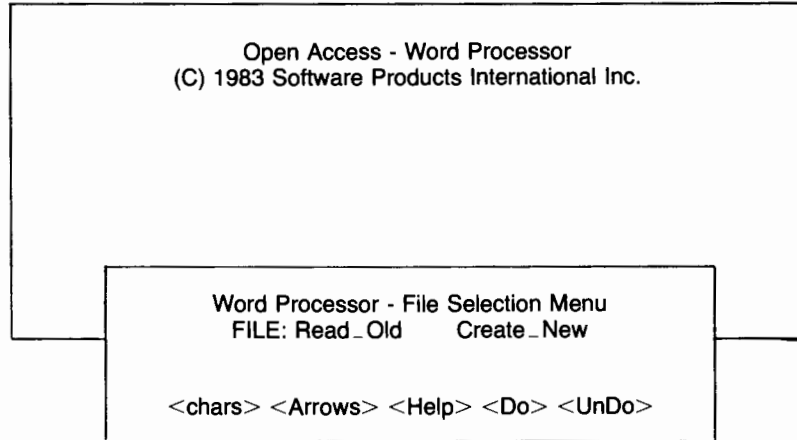 Open Access - Word Processor
(C) 1983 Software Products International Inc.
Word Processor - File Selection Menu
FILE: Read_Old Create_New
<chars> <Arrows> <Help> <Do> <UnDo>